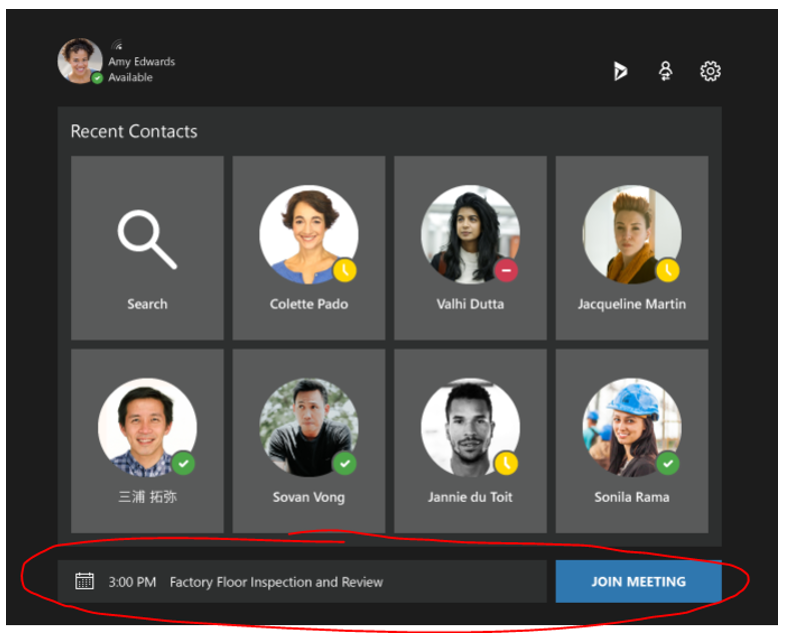 Amy Edwards
Available
Recent Contacts
Search
Colette Pado
Valhi Dutta
Jacqueline Martin
三浦 拓弥
Sovan Vong
Jannie du Toit
Sonila Rama
3:00 PM Factory Floor Inspection and Review
JOIN MEETING